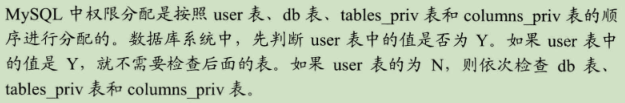 MySQL 中权限分配是按照 user 表、db 表、tables_priv 表和 columns_priv 表的顺
序进行分配的。数据库系统中，先判断 user 表中的值是否为 Y。如果 user 表中
的值是 Y，就不需要检查后面的表。如果 user 表的为 N，则依次检查 db 表、
tables_priv 表和 columns_priv 表。